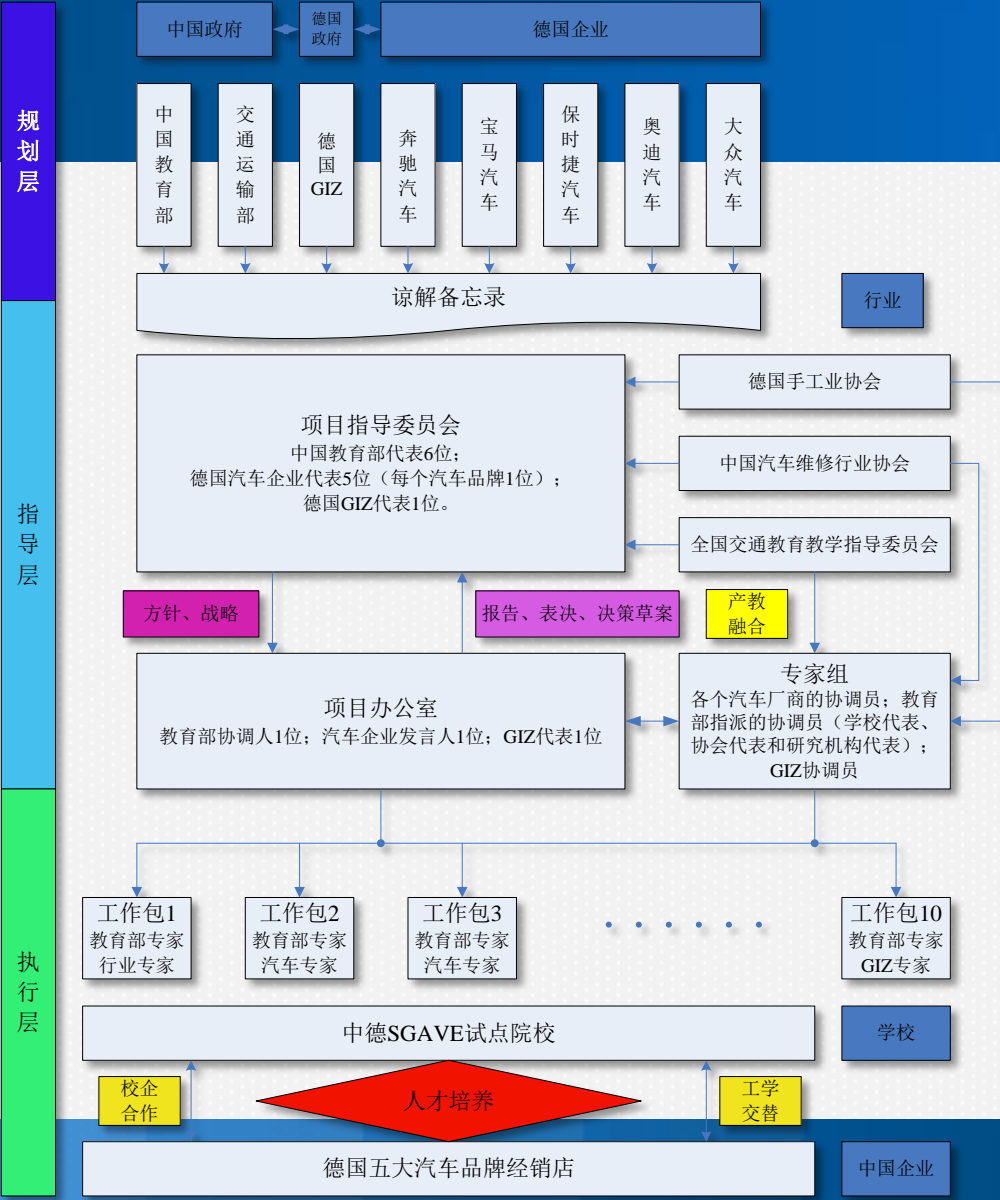 规划层
中国政府
德国
政府
德国企业
中国教育部
交通运输部
德国GIZ
奔驰汽车
宝马汽车
保时捷汽车
奥迪汽车
大众汽车
谅解备忘录
行业
指导层
项目指导委员会
中国教育部代表6位；
德国汽车企业代表5位（每个汽车品牌1位）；
德国GIZ代表1位。
德国手工业协会
中国汽车维修行业协会
全国交通教育教学指导委员会
方针、战略
报告、表决、决策草案
产教
融合
项目办公室
教育部协调人1位；汽车企业发言人1位；GIZ代表1位
专家组
各个汽车厂商的协调员；教育
部指派的协调员（学校代表、
协会代表和研究机构代表）；
GIZ协调员
执行层
工作包1
教育部专家
行业专家
工作包2
教育部专家
汽车专家
工作包3
教育部专家
汽车专家
工作包10
教育部专家
GIZ专家
中德SGAVE试点院校
学校
校企
合作
人才培养
工学
交替
德国五大汽车品牌经销店
中国企业